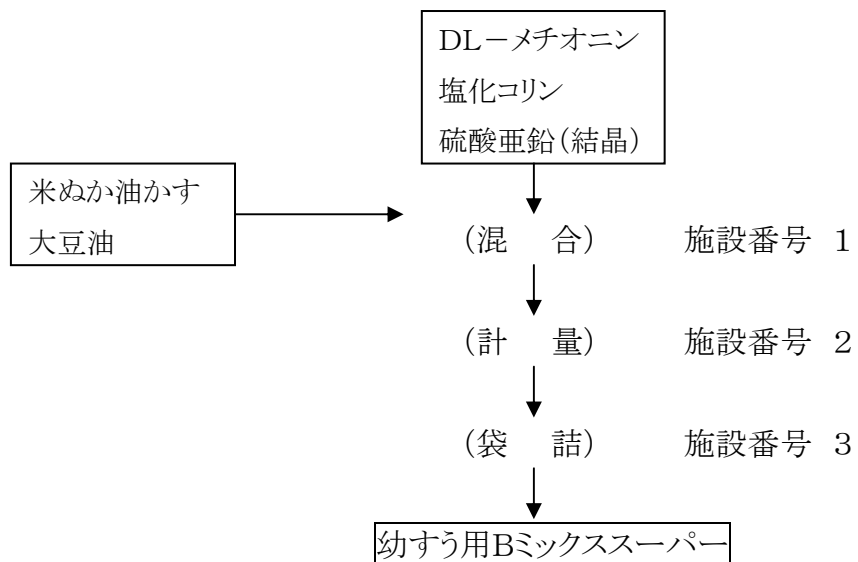 DL－メチオニン
塩化コリン
硫酸亜鉛(結晶)
米ぬか油かす
大豆油
(混　合)　施設番号　1
(計　量)　施設番号　2
(袋　詰)　施設番号　3
幼すう用Bミックススーパー